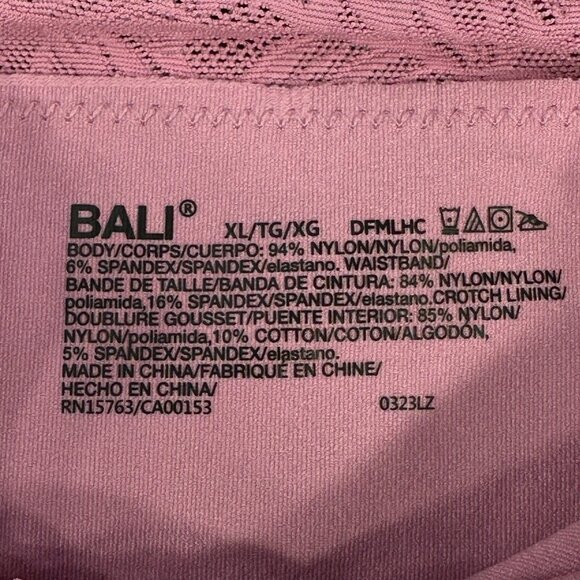 BALI® XL/TG/XG DFMLHC
BODY/CORPS/CUERPO: 94% NYLON/NYLON/poliamida,
6% SPANDEX/SPANDEX/elastano. WAISTBAND/
BANDE DE TAILLE/BANDA DE CINTURA: 84% NYLON/NYLON/
poliamida,16% SPANDEX/SPANDEX/elastano.CROTCH LINING/
DOUBLURE GOUSSET/PUENTE INTERIOR: 85% NYLON/
NYLON/poliamida,10% COTTON/COTON/ALGODÓN,
5% SPANDEX/SPANDEX/elastano.
MADE IN CHINA/FABRIQUÉ EN CHINE/
HECHO EN CHINA/
RN15763/CA00153 0323LZ